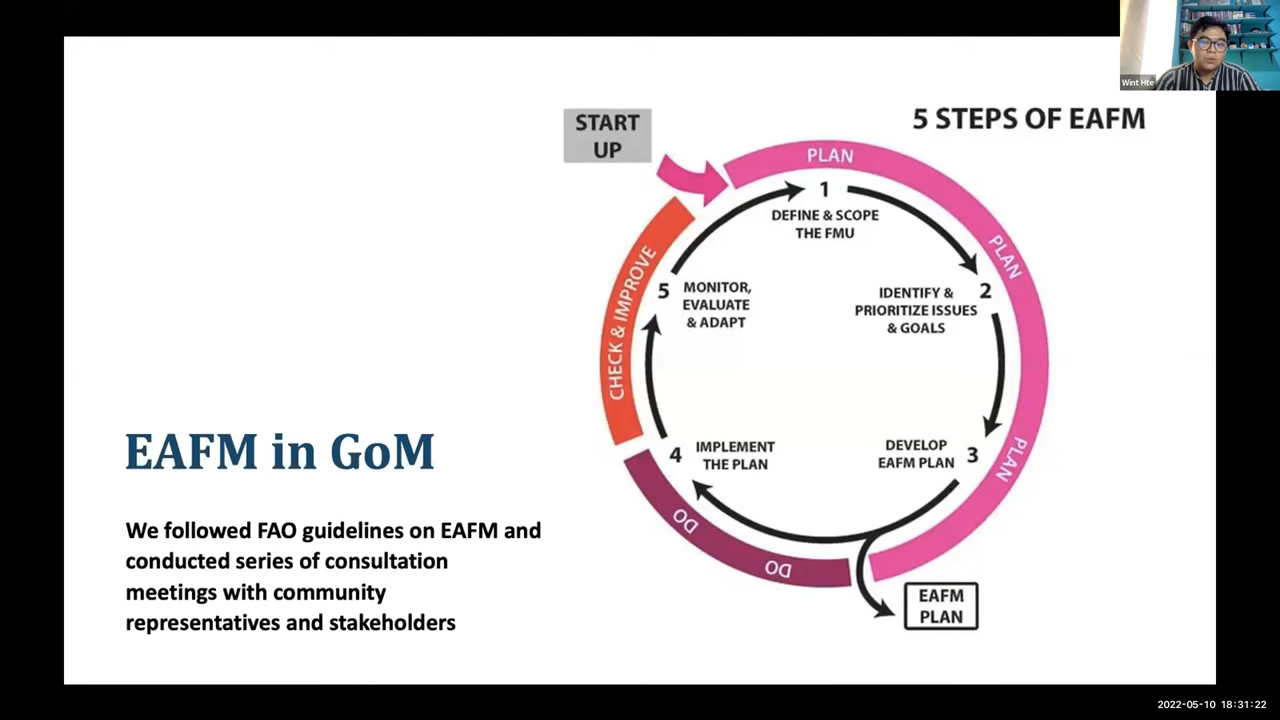 Wint Hte
5 STEPS OF EAFM
START
UP
PLAN
1
DEFINE & SCOPE
THE FMU
PLAN
2
IDENTIFY &
PRIORITIZE ISSUES
& GOALS
PLAN
3
DEVELOP
EAFM PLAN
EAFM
PLAN
DO
DO
4
IMPLEMENT
THE PLAN
CHECK & IMPROVE
5
MONITOR,
EVALUATE
& ADAPT
EAFM in GoM
We followed FAO guidelines on EAFM and
conducted series of consultation
meetings with community
representatives and stakeholders
2022-05-10 18:31:22